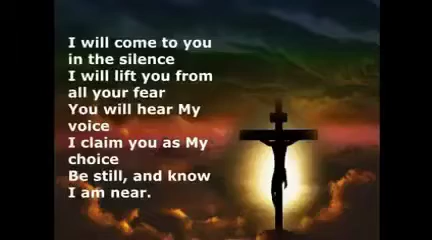 I will come to you
in the silence
I will lift you from
all your fear
You will hear My
voice
I claim you as My
choice
Be still, and know
I am near.